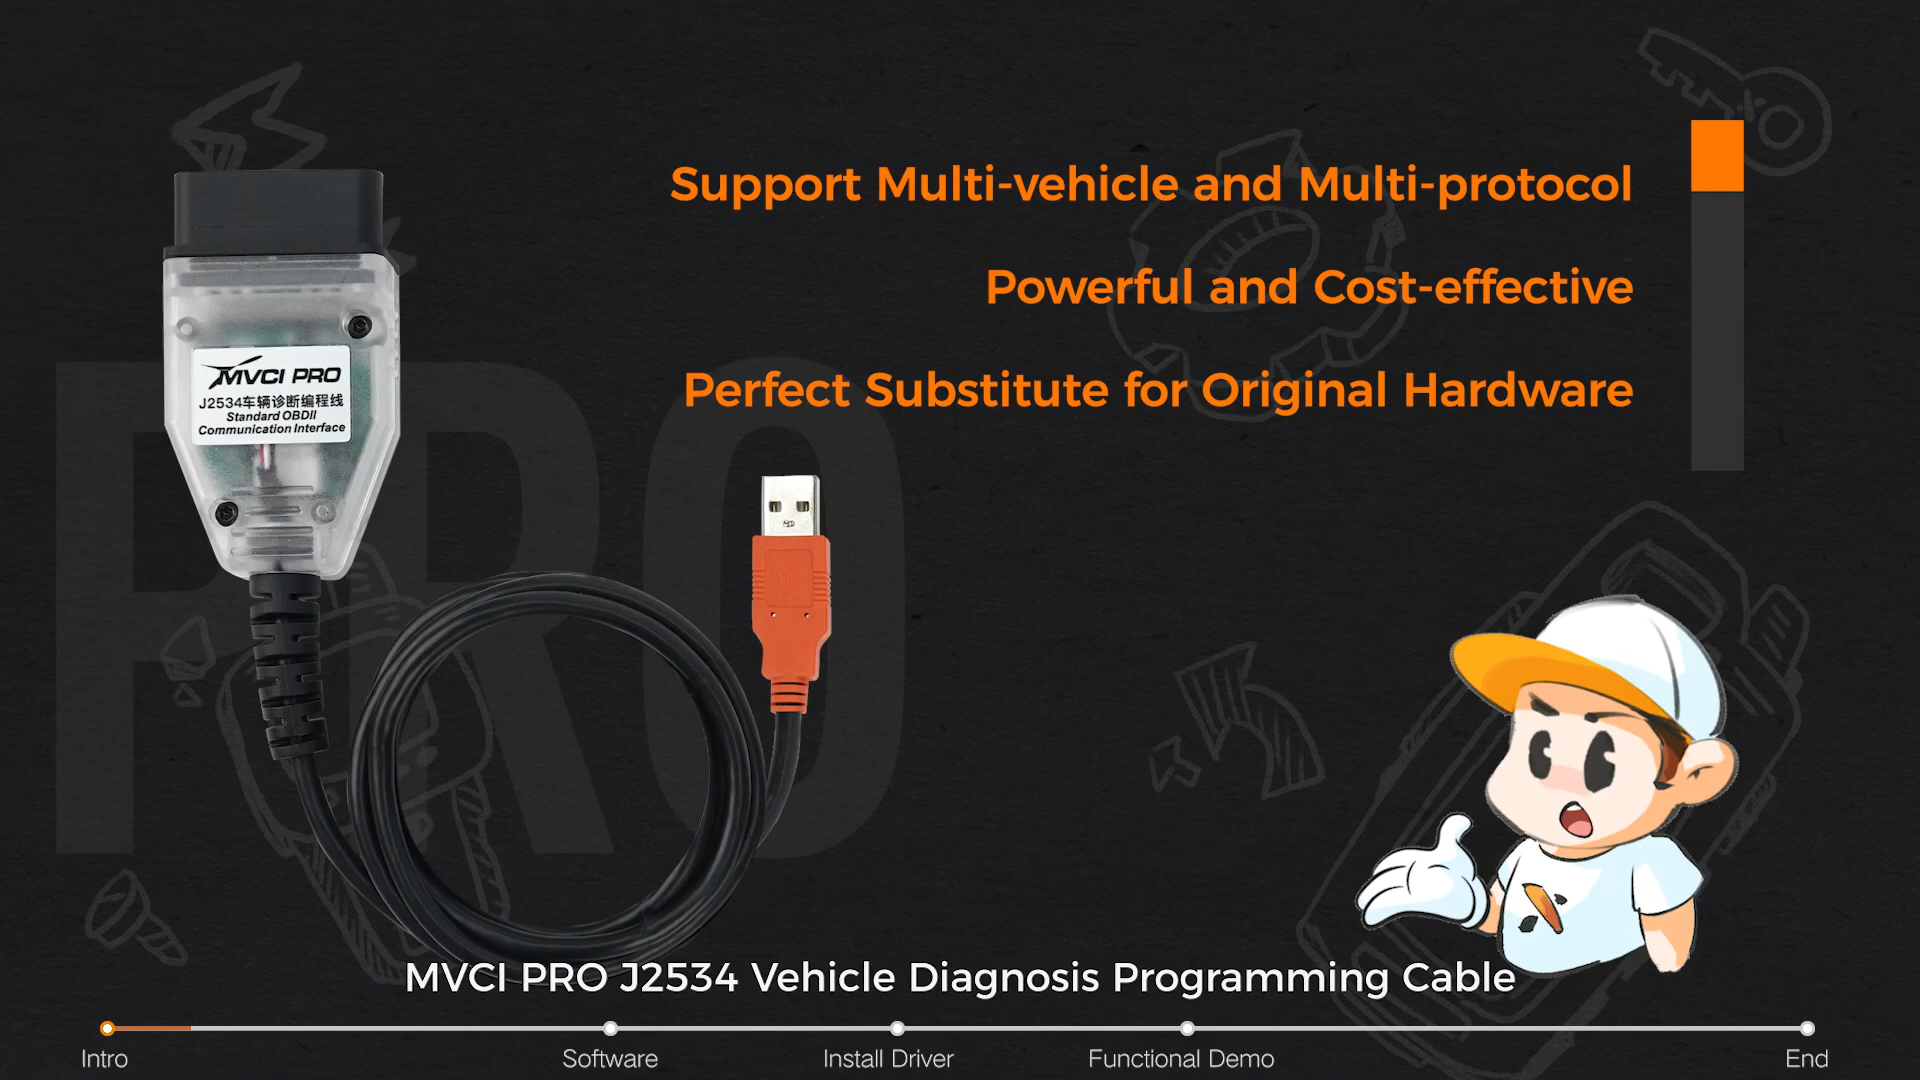 Support Multi-vehicle and Multi-protocol
Powerful and Cost-effective
Perfect Substitute for Original Hardware
MVCI PRO
J2534车辆诊断编程线
Standard OBDII
Communication Interface
PRO
MVCI PRO J2534 Vehicle Diagnosis Programming Cable
Intro
Software
Install Driver
Functional Demo
End